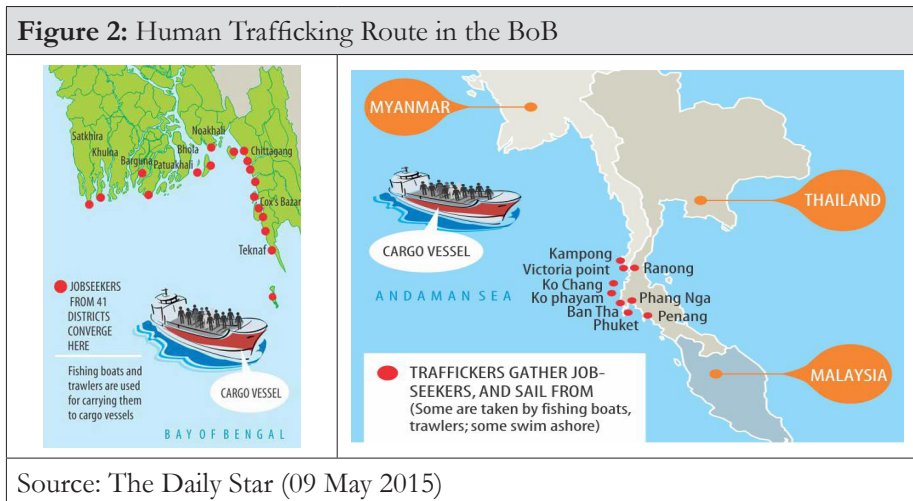 Figure 2: Human Trafficking Route in the BoB
Satkhira
Khulna
Barguna
Patuakhali
Bhola
Noakhali
Chittagang
Cox's Bazar
Teknaf
JOBSEEKERS
FROM 41
DISTRICTS
CONVERGE
HERE
Fishing boats and
trawlers are used
for carrying them
to cargo vessels
CARGO VESSEL
BAY OF BENGAL
MYANMAR
THAILAND
CARGO VESSEL
ANDAMAN SEA
Kampong
Victoria point
Ranong
Ko Chang
Ko phayam
Phang Nga
Ban Tha
Penang
Phuket
MALAYSIA
TRAFFICKERS GATHER JOB-
SEEKERS, AND SAIL FROM
(Some are taken by fishing boats,
trawlers; some swim ashore)
Source: The Daily Star (09 May 2015)